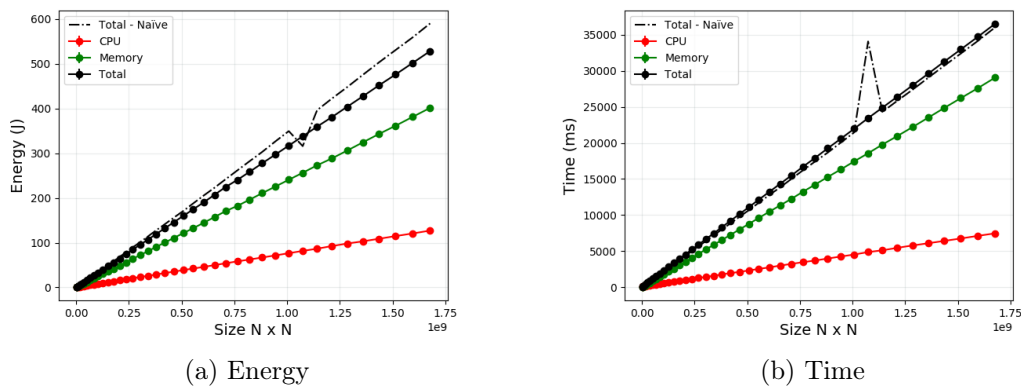 600
500
400
300
200
100
0
Energy (J)
Total - Naïve
CPU
Memory
Total
0.00 0.25 0.50 0.75 1.00 1.25 1.50 1.75
1e9
Size N x N
(a) Energy
35000
30000
25000
20000
15000
10000
5000
0
Time (ms)
Total - Naïve
CPU
Memory
Total
0.00 0.25 0.50 0.75 1.00 1.25 1.50 1.75
1e9
Size N x N
(b) Time